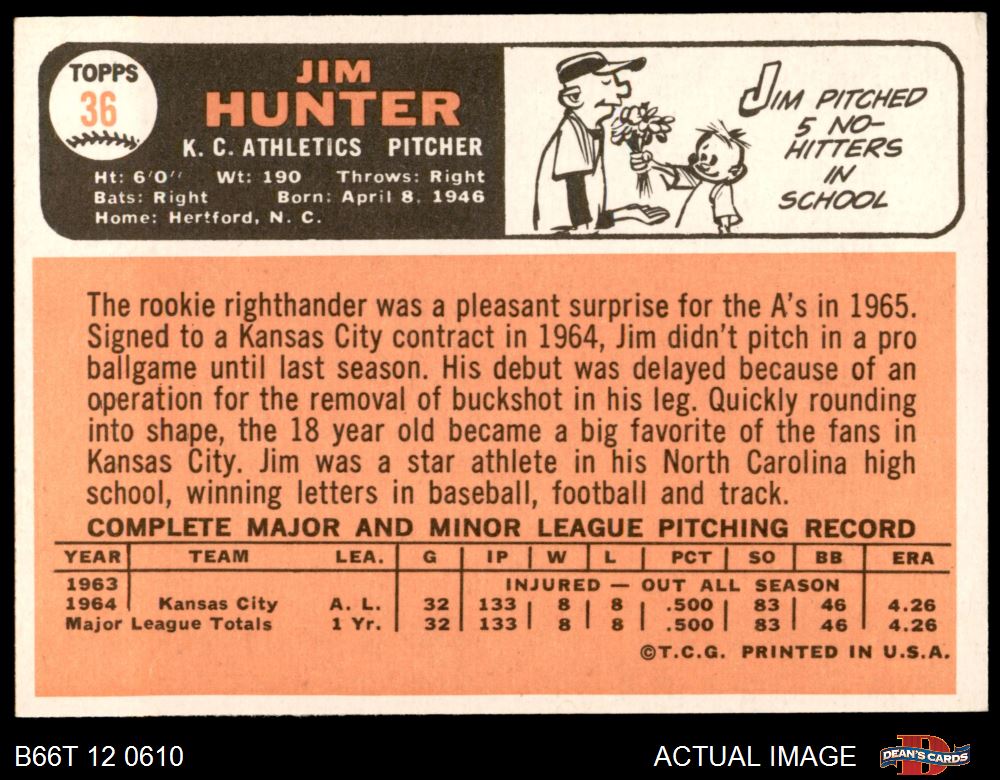 TOPPS
36
JIM
HUNTER
K. C. ATHLETICS PITCHER
Ht: 6'0" Wt: 190 Throws: Right
Bats: Right Born: April 8, 1946
Home: Hertford, N. C.
JIM PITCHED
5 NO-
HITTERS
IN
SCHOOL
The rookie righthander was a pleasant surprise for the A's in 1965.
Signed to a Kansas City contract in 1964, Jim didn't pitch in a pro
ballgame until last season. His debut was delayed because of an
operation for the removal of buckshot in his leg. Quickly rounding
into shape, the 18 year old became a big favorite of the fans in
Kansas City. Jim was a star athlete in his North Carolina high
school, winning letters in baseball, football and track.
COMPLETE MAJOR AND MINOR LEAGUE PITCHING RECORD
YEAR TEAM LEA. G IP W L PCT SO BB ERA
1963 INJURED — OUT ALL SEASON
1964 Kansas City A. L. 32 133 8 8 .500 83 46 4.26
Major League Totals 1 Yr. 32 133 8 8 .500 83 46 4.26
©T.C.G. PRINTED IN U.S.A.
B66T 12 0610 ACTUAL IMAGE DEAN'S CARDS